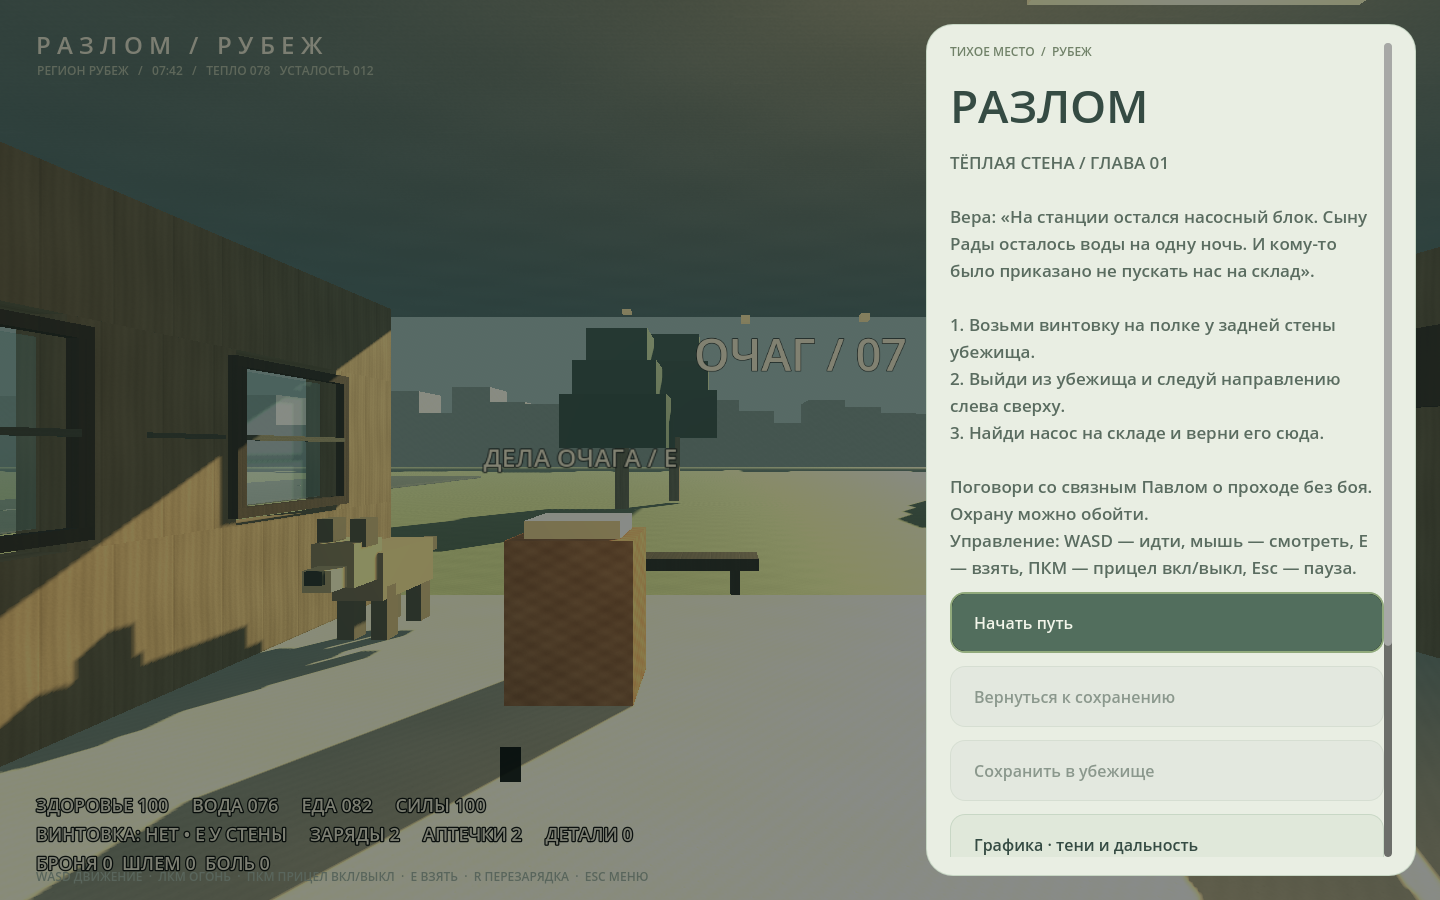 РАЗЛОМ / РУБЕЖ
РЕГИОН РУБЕЖ / 07:42 / ТЕПЛО 078 УСТАЛОСТЬ 012
ОЧАГ / 07
ДЕЛА ОЧАГА / E
ЗДОРОВЬЕ 100 ВОДА 076 ЕДА 082 СИЛЫ 100
ВИНТОВКА: НЕТ • E У СТЕНЫ ЗАРЯДЫ 2 АПТЕЧКИ 2 ДЕТАЛИ 0
БРОНЯ 0 ШЛЕМ 0 БОЛЬ 0
WASD ДВИЖЕНИЕ · ЛКМ ОГОНЬ · ПКМ ПРИЦЕЛ ВКЛ/ВЫКЛ · E ВЗЯТЬ · R ПЕРЕЗАРЯДКА · ESC МЕНЮ
ТИХОЕ МЕСТО / РУБЕЖ
РАЗЛОМ
ТЁПЛАЯ СТЕНА / ГЛАВА 01
Вера: «На станции остался насосный блок. Сыну
Рады осталось воды на одну ночь. И кому-то
было приказано не пускать нас на склад».
1. Возьми винтовку на полке у задней стены
убежища.
2. Выйди из убежища и следуй направлению
слева сверху.
3. Найди насос на складе и верни его сюда.
Поговори со связным Павлом о проходе без боя.
Охрану можно обойти.
Управление: WASD — идти, мышь — смотреть, E
— взять, ПКМ — прицел вкл/выкл, Esc — пауза.
Начать путь
Вернуться к сохранению
Сохранить в убежище
Графика · тени и дальность